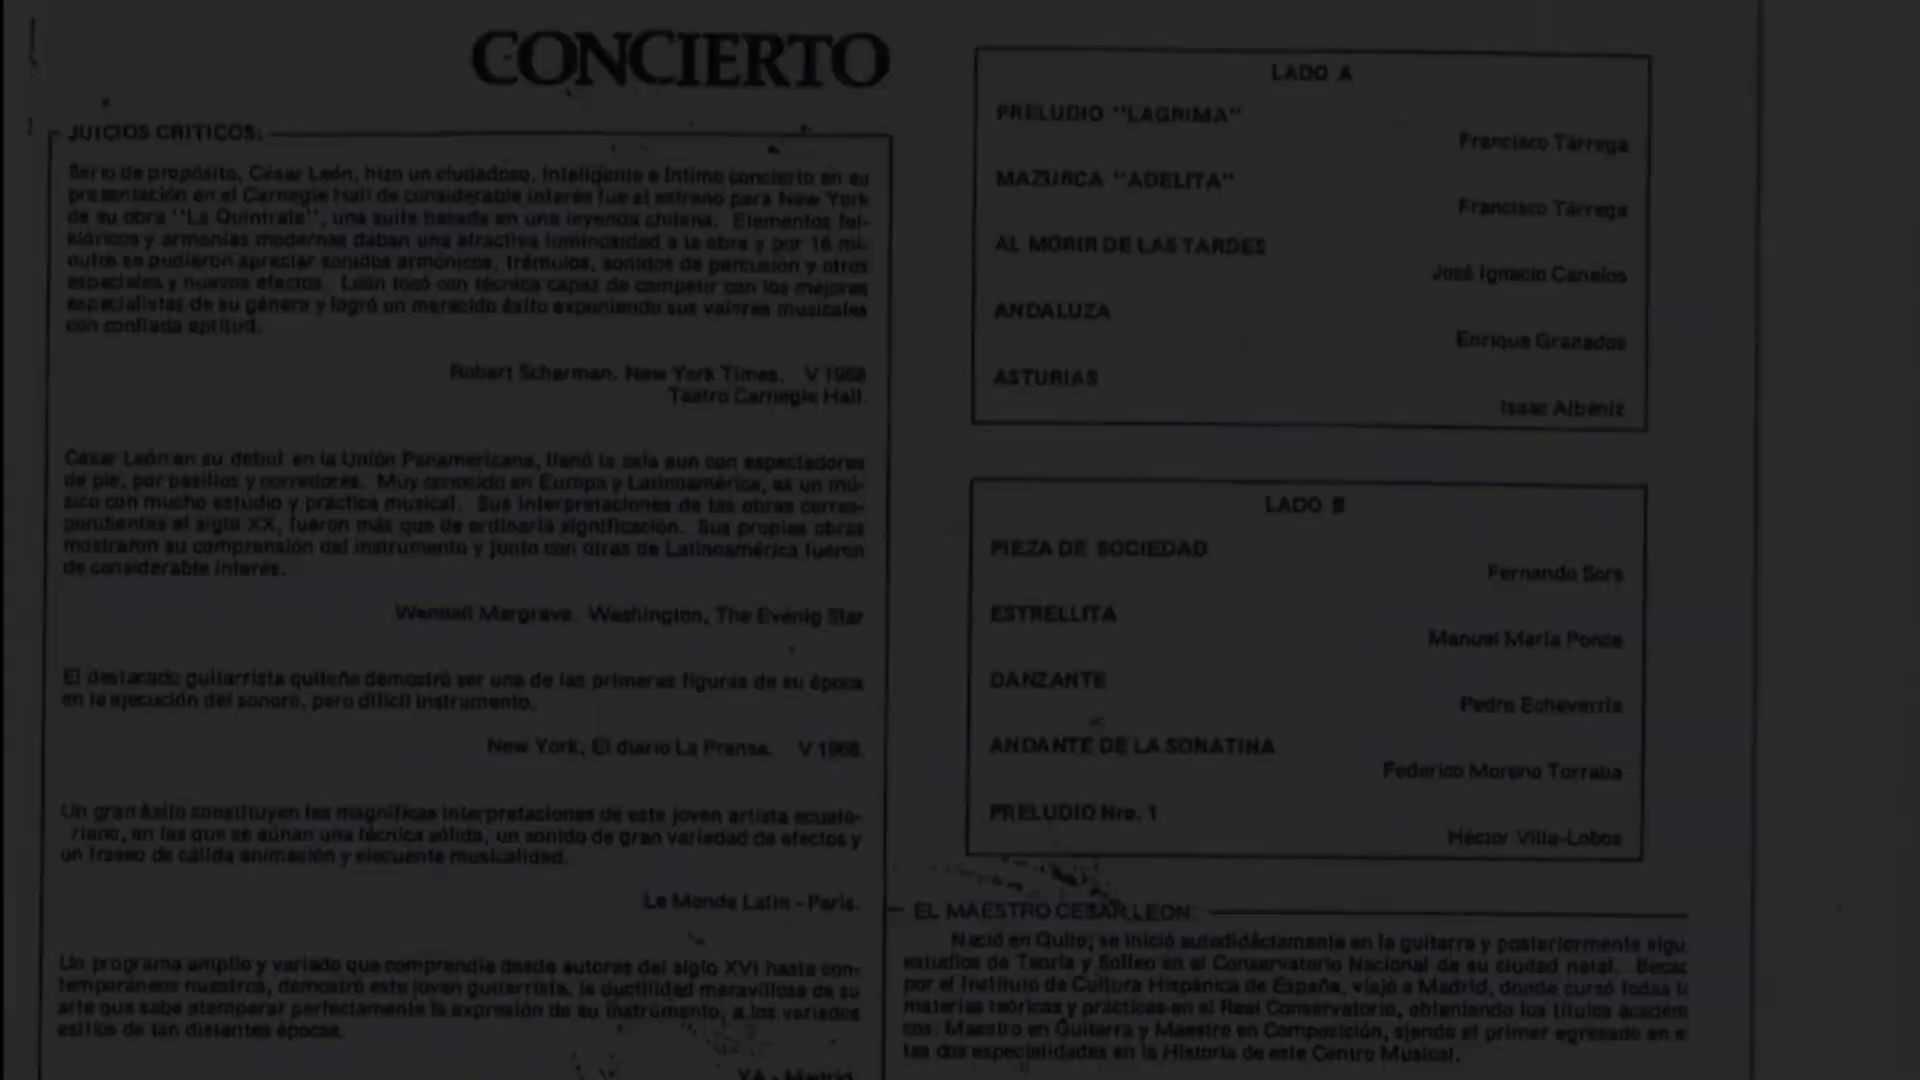 CONCIERTO
JUICIOS CRITICOS:
Serio de propósito, César León, hizo un ciudadoso, inteligente e íntimo concierto en su
presentación en el Carnegie Hall de considerable interés fue el estreno para New York
de su obra "La Quintrala", una suite basada en una leyenda chilena. Elementos fol-
klóricos y armonías modernas daban una atractiva luminosidad a la obra y por 16 mi-
nutos se pudieron apreciar sonidos armónicos, trémulos, sonidos de percusión y otros
especiales y nuevos efectos. León tocó con técnica capaz de competir con los mejores
especialistas de su género y logró un merecido éxito exponiendo sus valores musicales
con confiada aptitud.
Robert Scharman. New York Times. V 1968
Teatro Carnegie Hall.
César León en su debut en la Unión Panamericana, llenó la sala aun con espectadores
de pie, por pasillos y corredores. Muy conocido en Europa y Latinoamérica, es un mú-
sico con mucho estudio y práctica musical. Sus interpretaciones de las obras corres-
pondientes al siglo XX, fueron más que de ordinaria significación. Sus propias obras
mostraron su comprensión del instrumento y junto con otras de Latinoamérica fueron
de considerable interés.
Wendell Margrave. Washington, The Evenig Star
El destacado guitarrista quiteño demostró ser una de las primeras figuras de su época
en la ejecución del sonoro, pero difícil instrumento.
New York, El diario La Prensa. V 1968.
Un gran éxito constituyen las magníficas interpretaciones de este joven artista ecuato-
riano, en las que se aúnan una técnica sólida, un sonido de gran variedad de efectos y
un fraseo de cálida animación y elocuente musicalidad.
Le Monde Latin - París.
Un programa amplio y variado que comprendía desde autores del siglo XVI hasta con-
temporáneos nuestros, demostró este joven guitarrista, la ductilidad maravillosa de su
arte que sabe atemperar perfectamente la expresión de su instrumento, a los variados
estilos de tan distentes épocas.
YA - Madrid.
LADO A
PRELUDIO "LAGRIMA"
Francisco Tárrega
MAZURCA "ADELITA"
Francisco Tárrega
AL MORIR DE LAS TARDES
José Ignacio Canelos
ANDALUZA
Enrique Granados
ASTURIAS
Isaac Albéniz
LADO B
PIEZA DE SOCIEDAD
Fernando Sors
ESTRELLITA
Manuel María Ponce
DANZANTE
Pedro Echeverría
ANDANTE DE LA SONATINA
Federico Moreno Torraba
PRELUDIO Nro. 1
Héctor Villa-Lobos
EL MAESTRO CESAR LEON:
Nació en Quito, se inició autodidáctamente en la guitarra y posteriormente sigu
estudios de Teoría y Solfeo en el Conservatorio Nacional de su ciudad natal. Becac
por el Instituto de Cultura Hispánica de España, viajó a Madrid, donde cursó todas l
materias teóricas y prácticas en el Real Conservatorio, obteniendo los títulos académ
cos: Maestro en Guitarra y Maestro en Composición, siendo el primer egresado en e
tas dos especialidades en la Historia de este Centro Musical.